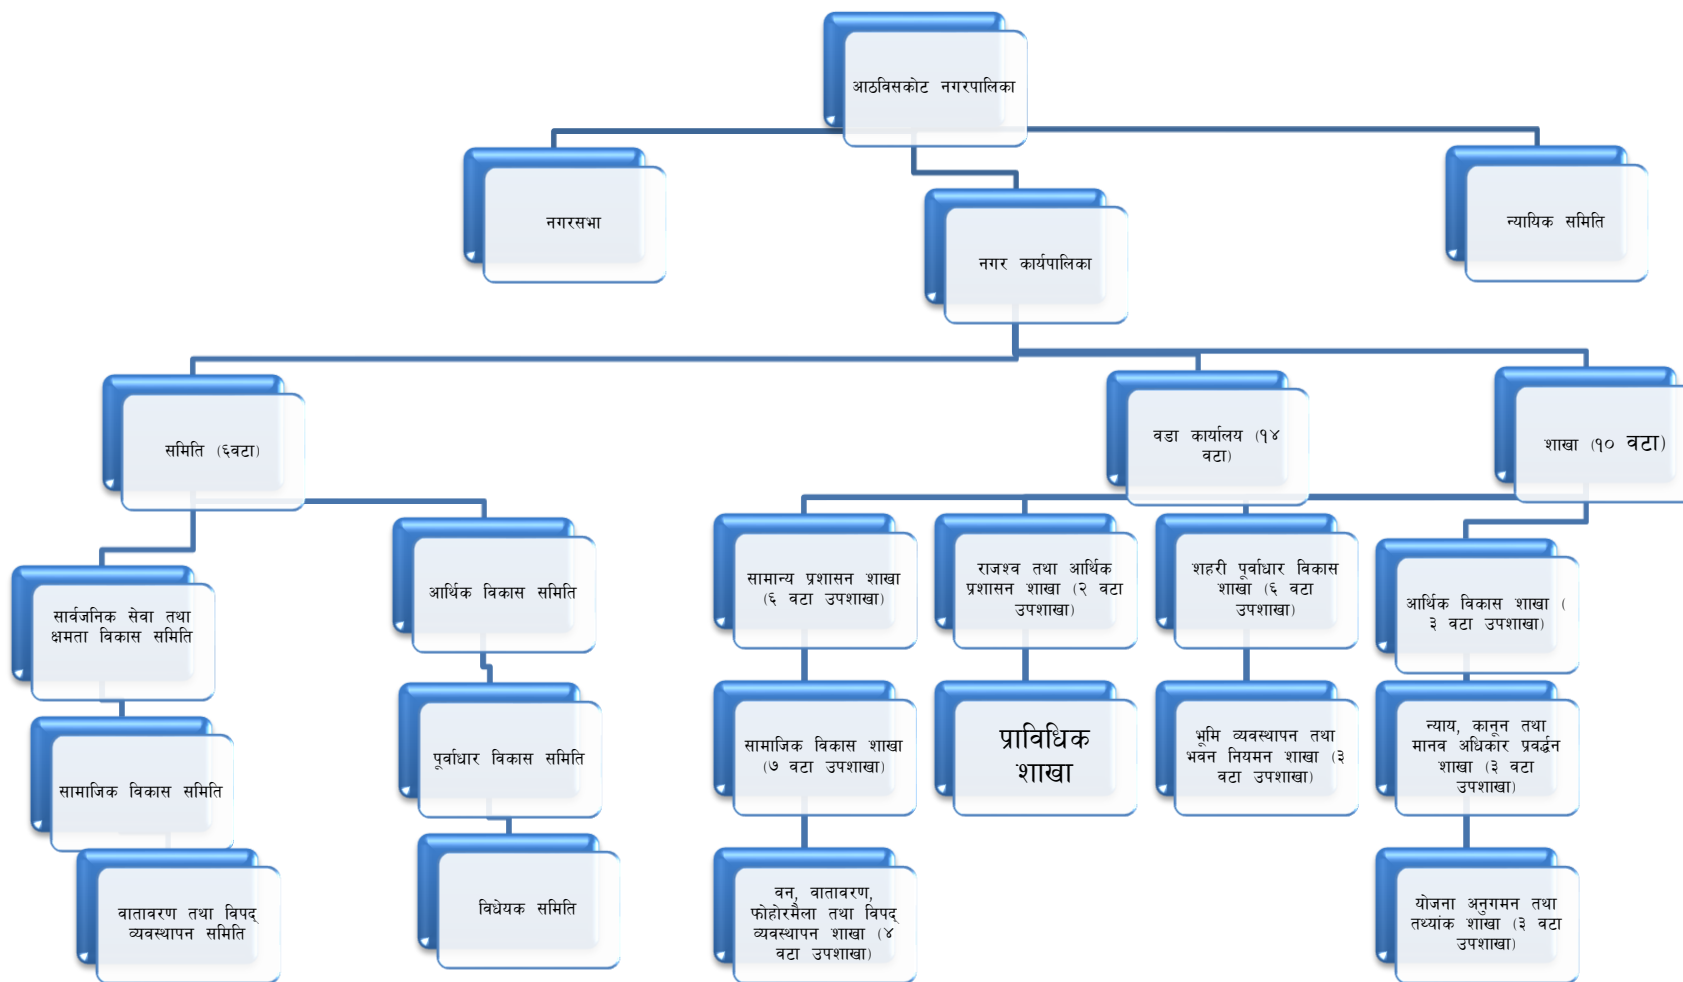 आठविसकोट नगरपालिका
नगरसभा
नगर कार्यपालिका
न्यायिक समिति
समिति (६वटा)
वडा कार्यालय (१४
वटा)
शाखा (१० वटा)
सार्वजनिक सेवा तथा
क्षमता विकास समिति
सामाजिक विकास समिति
वातावरण तथा विपद्
व्यवस्थापन समिति
आर्थिक विकास समिति
पूर्वाधार विकास समिति
विधेयक समिति
सामान्य प्रशासन शाखा
(६ वटा उपशाखा)
सामाजिक विकास शाखा
(७ वटा उपशाखा)
वन, वातावरण,
फोहोरमैला तथा विपद्
व्यवस्थापन शाखा (४
वटा उपशाखा)
राजश्व तथा आर्थिक
प्रशासन शाखा (२ वटा
उपशाखा)
प्राविधिक
शाखा
शहरी पूर्वाधार विकास
शाखा (६ वटा
उपशाखा)
भूमि व्यवस्थापन तथा
भवन नियमन शाखा (३
वटा उपशाखा)
आर्थिक विकास शाखा (
३ वटा उपशाखा)
न्याय, कानून तथा
मानव अधिकार प्रवर्द्धन
शाखा (३ वटा
उपशाखा)
योजना अनुगमन तथा
तथ्यांक शाखा (३ वटा
उपशाखा)